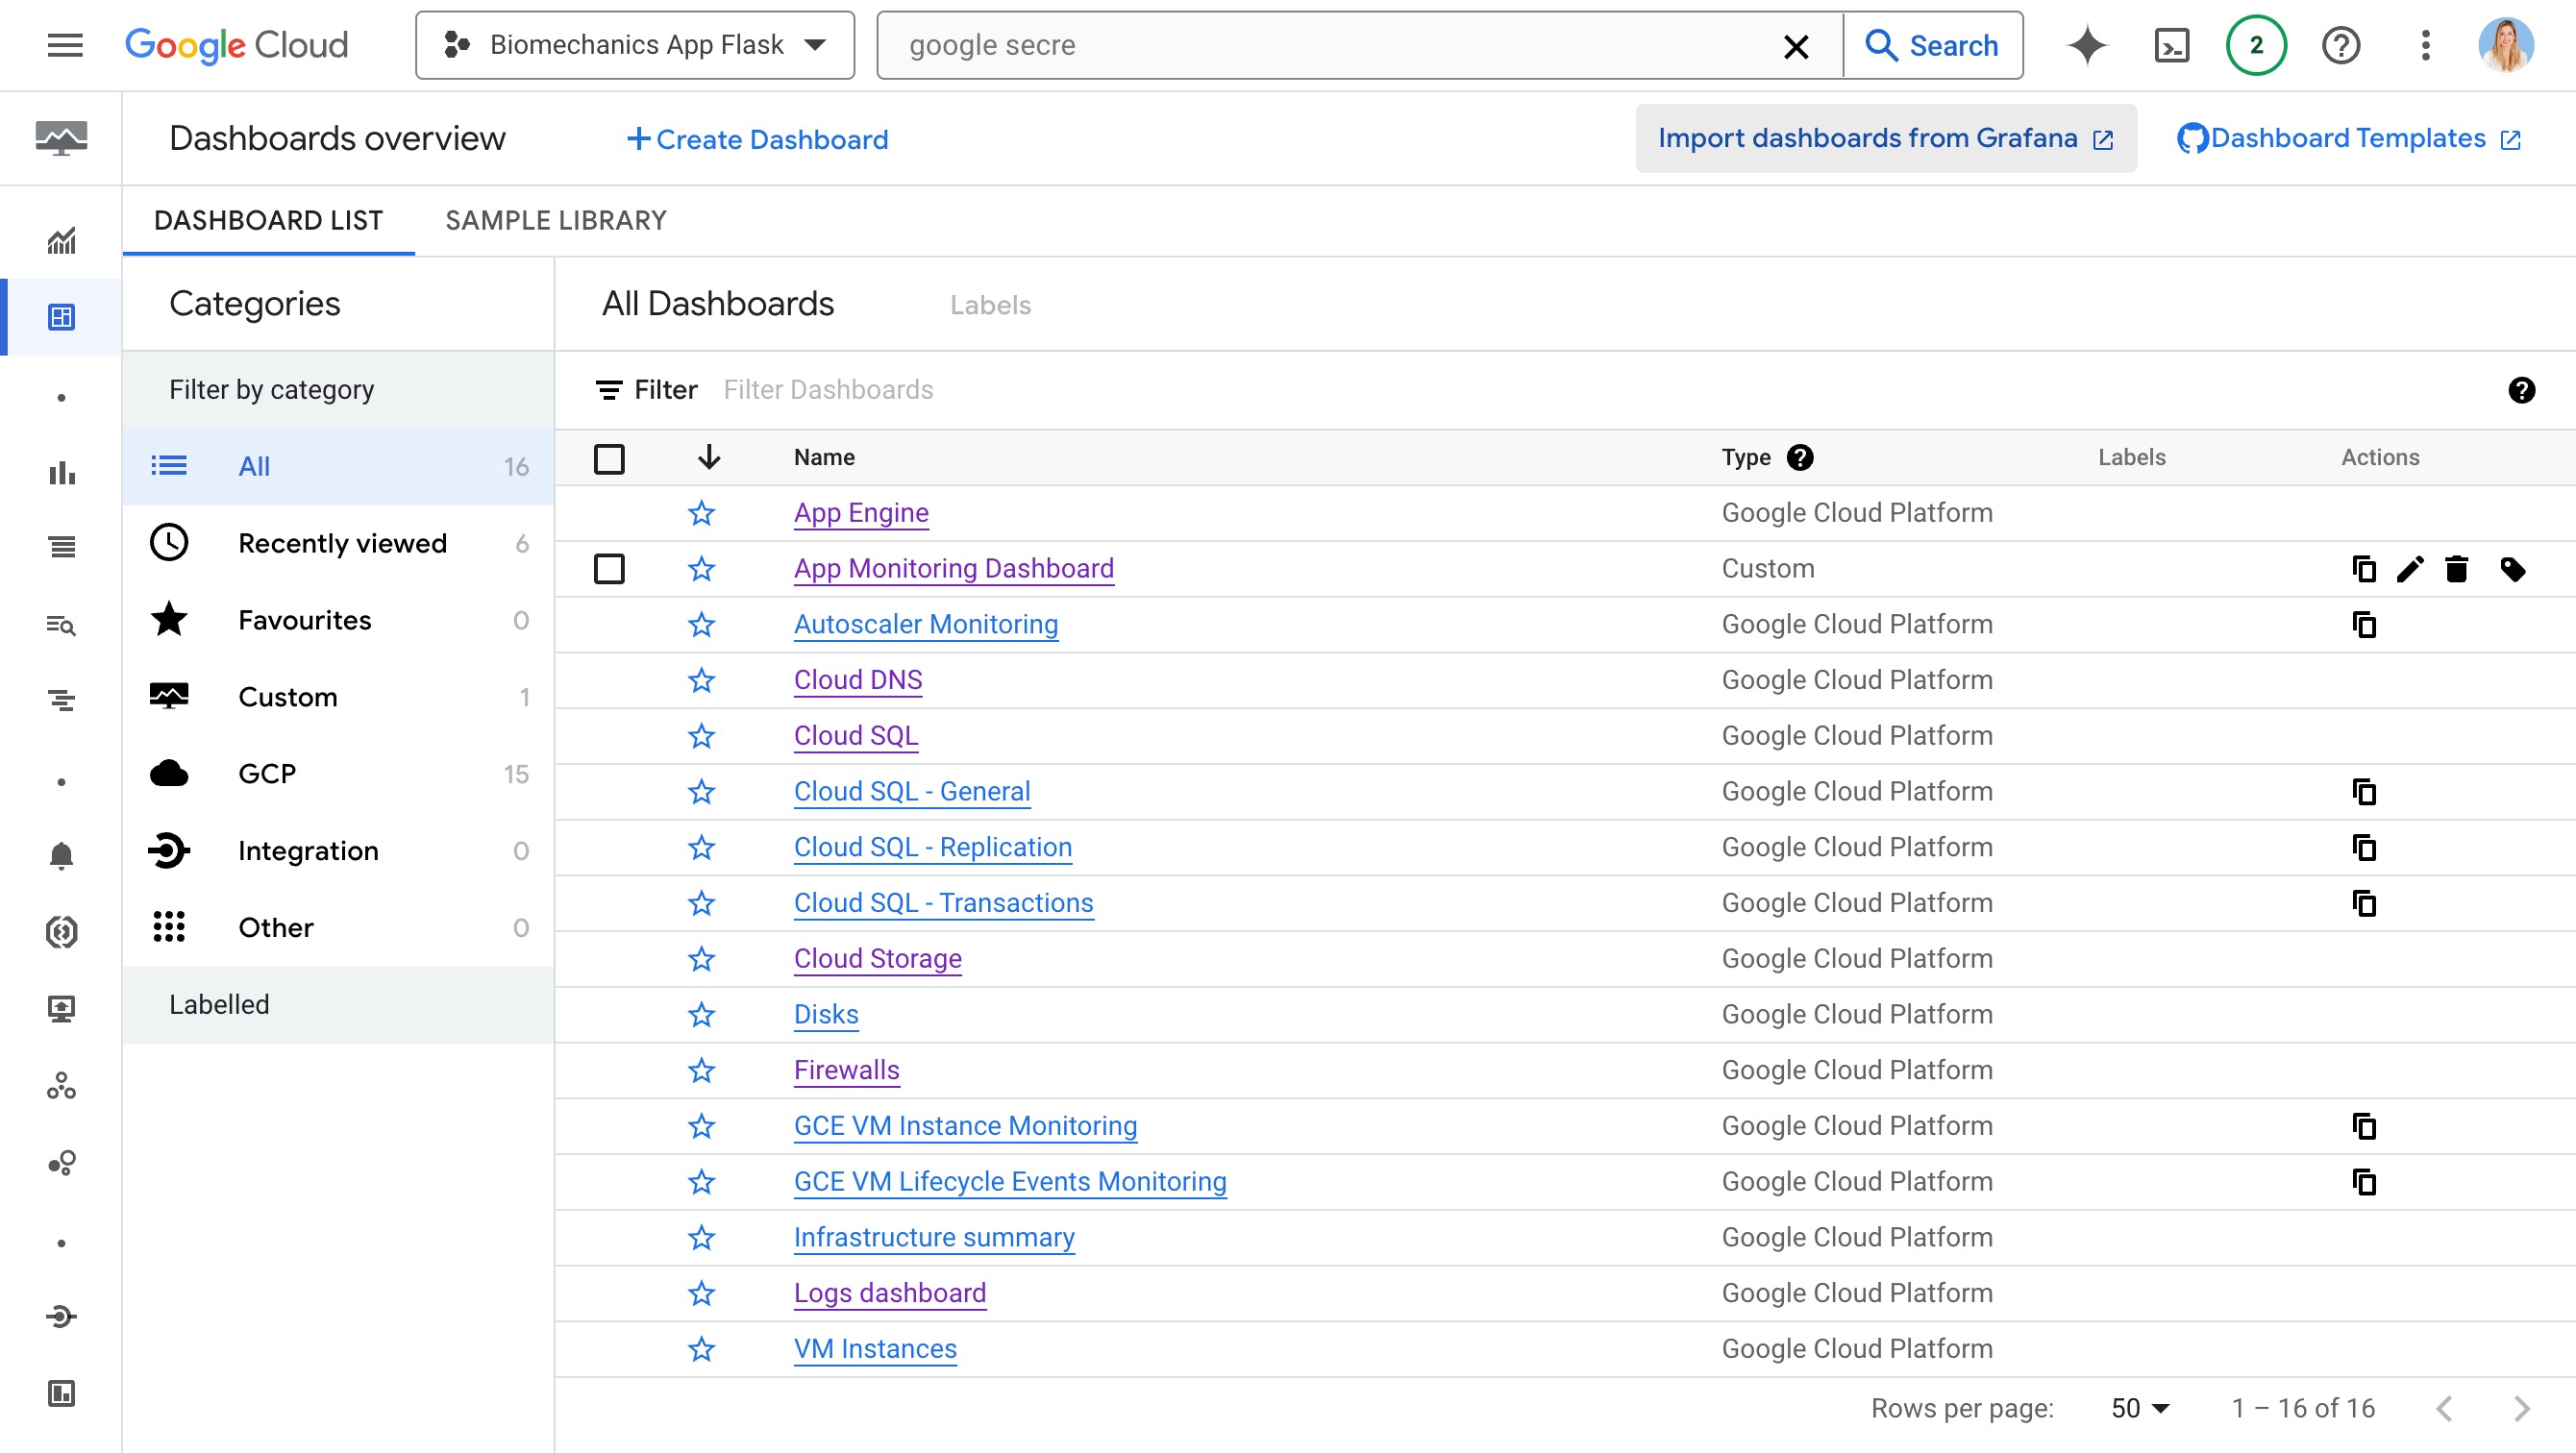 Google Cloud
Biomechanics App Flask
google secre
Search
2
Dashboards overview
Create Dashboard
Import dashboards from Grafana
Dashboard Templates
DASHBOARD LIST
SAMPLE LIBRARY
Categories
Filter by category
All 16
Recently viewed 6
Favourites 0
Custom 1
GCP 15
Integration 0
Other 0
Labelled
All Dashboards
Labels
Filter Filter Dashboards
Name Type Labels Actions
App Engine Google Cloud Platform
App Monitoring Dashboard Custom
Autoscaler Monitoring Google Cloud Platform
Cloud DNS Google Cloud Platform
Cloud SQL Google Cloud Platform
Cloud SQL - General Google Cloud Platform
Cloud SQL - Replication Google Cloud Platform
Cloud SQL - Transactions Google Cloud Platform
Cloud Storage Google Cloud Platform
Disks Google Cloud Platform
Firewalls Google Cloud Platform
GCE VM Instance Monitoring Google Cloud Platform
GCE VM Lifecycle Events Monitoring Google Cloud Platform
Infrastructure summary Google Cloud Platform
Logs dashboard Google Cloud Platform
VM Instances Google Cloud Platform
Rows per page: 50 1 – 16 of 16